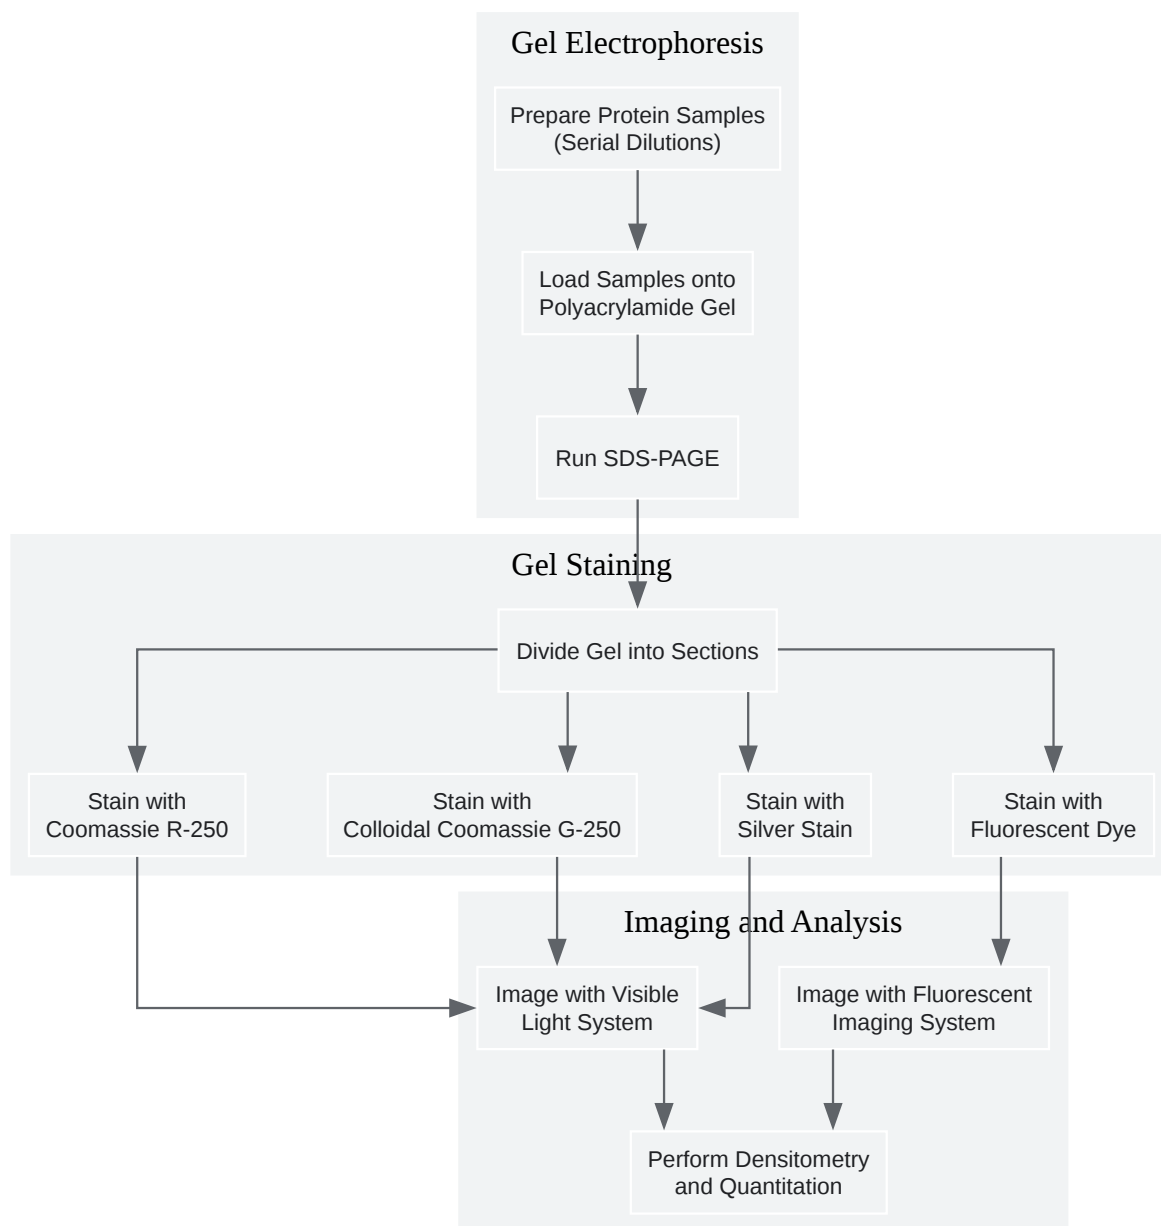 Gel Electrophoresis
Prepare Protein Samples
(Serial Dilutions)
Load Samples onto
Polyacrylamide Gel
Run SDS-PAGE
Gel Staining
Divide Gel into Sections
Stain with
Coomassie R-250
Stain with
Colloidal Coomassie G-250
Stain with
Silver Stain
Stain with
Fluorescent Dye
Imaging and Analysis
Image with Visible
Light System
Image with Fluorescent
Imaging System
Perform Densitometry
and Quantitation